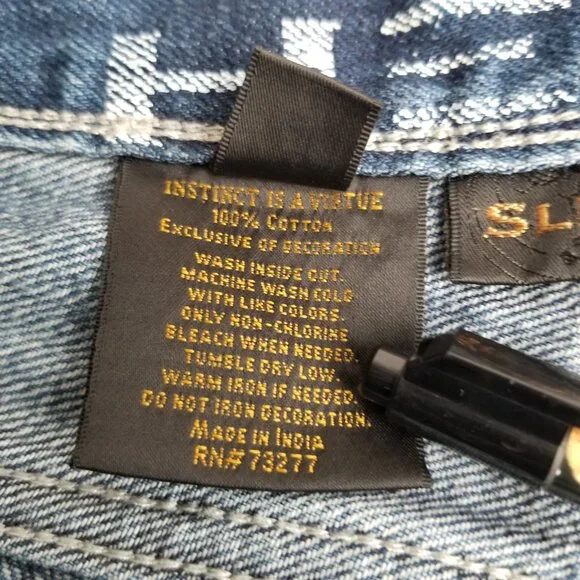 INSTINCT IS A VIRTUE
100% COTTON
EXCLUSIVE OF DECORATION
WASH INSIDE OUT.
MACHINE WASH COLD
WITH LIKE COLORS.
ONLY NON-CHLORINE
BLEACH WHEN NEEDED.
TUMBLE DRY LOW.
WARM IRON IF NEEDED.
DO NOT IRON DECORATION.
MADE IN INDIA
RN# 73277
SL